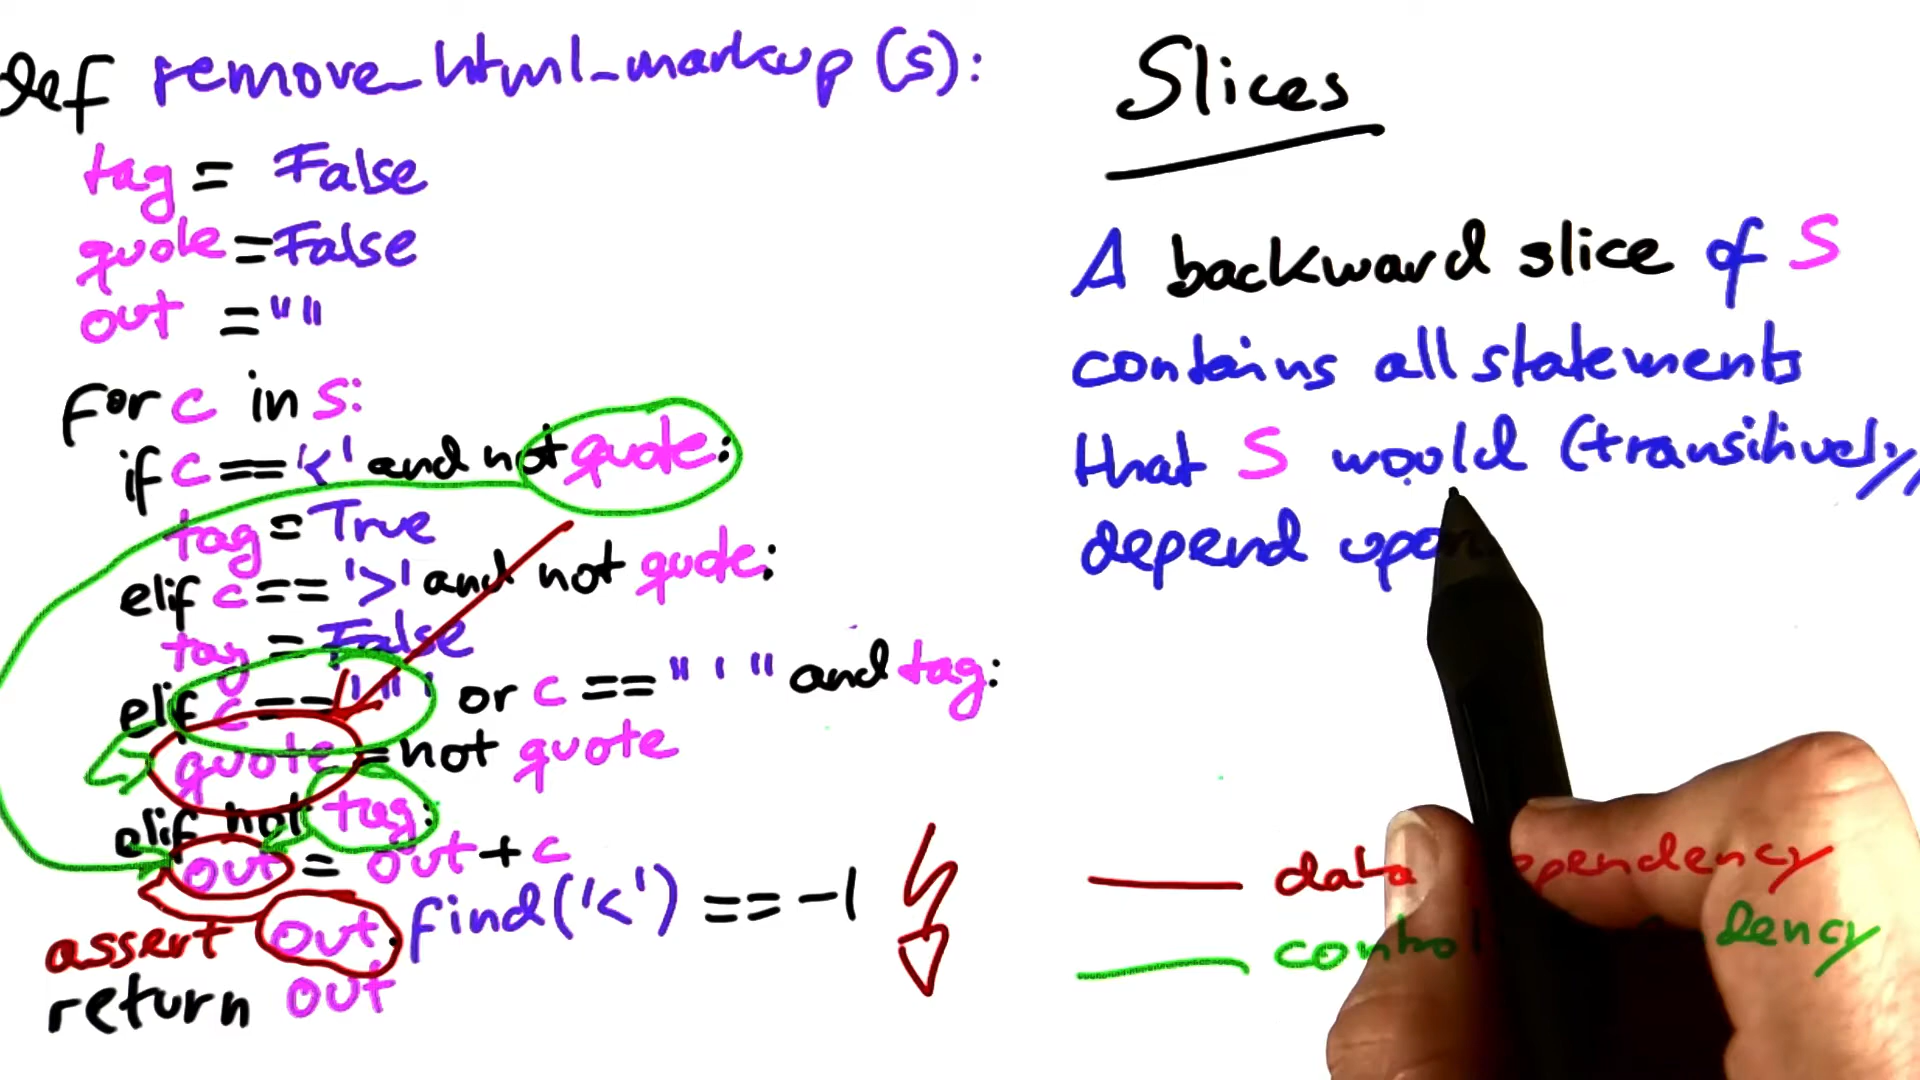 def remove_html_markup (s):
tag = False
quote = False
out = ""
for c in s:
if c == '<' and not quote:
tag = True
elif c == '>' and not quote:
tag = False
elif c == '"' or c == "'" and tag:
quote = not quote
elif not tag:
out = out + c
assert out.find('<') == -1
return out
Slices
A backward slice of S
contains all statements
that S would (transitively)
depend upon
data
control